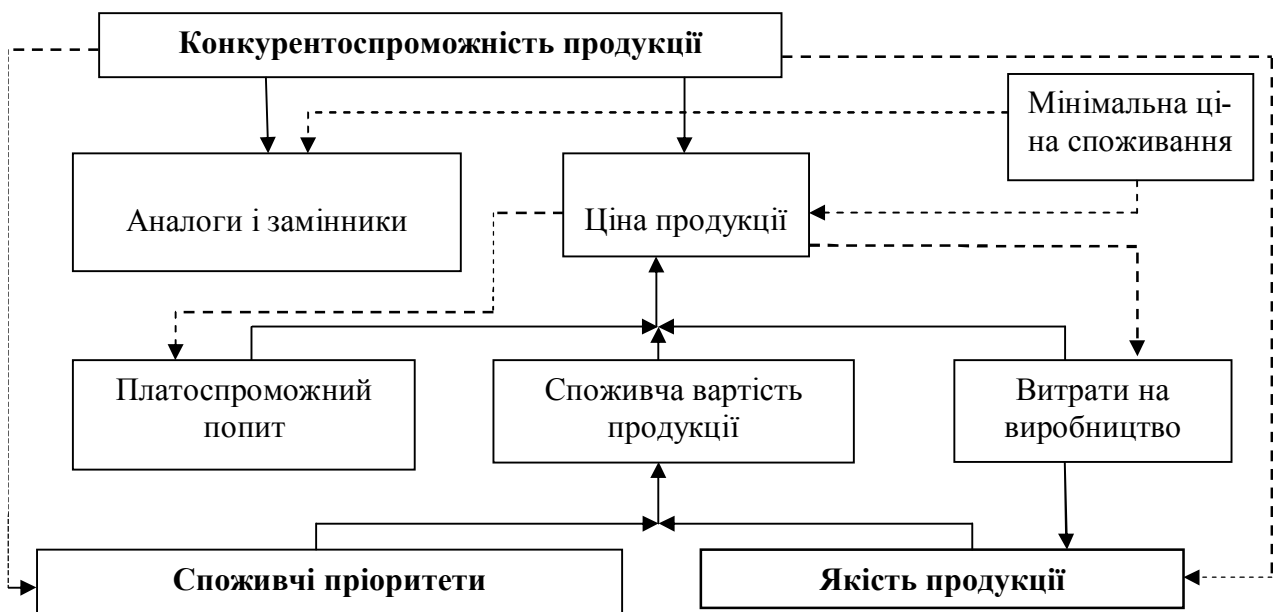 Конкурентоспроможність продукції
Мінімальна ці-
на споживання
Аналоги і замінники
Ціна продукції
Платоспроможний
попит
Споживча вартість
продукції
Витрати на
виробництво
Споживчі пріоритети
Якість продукції